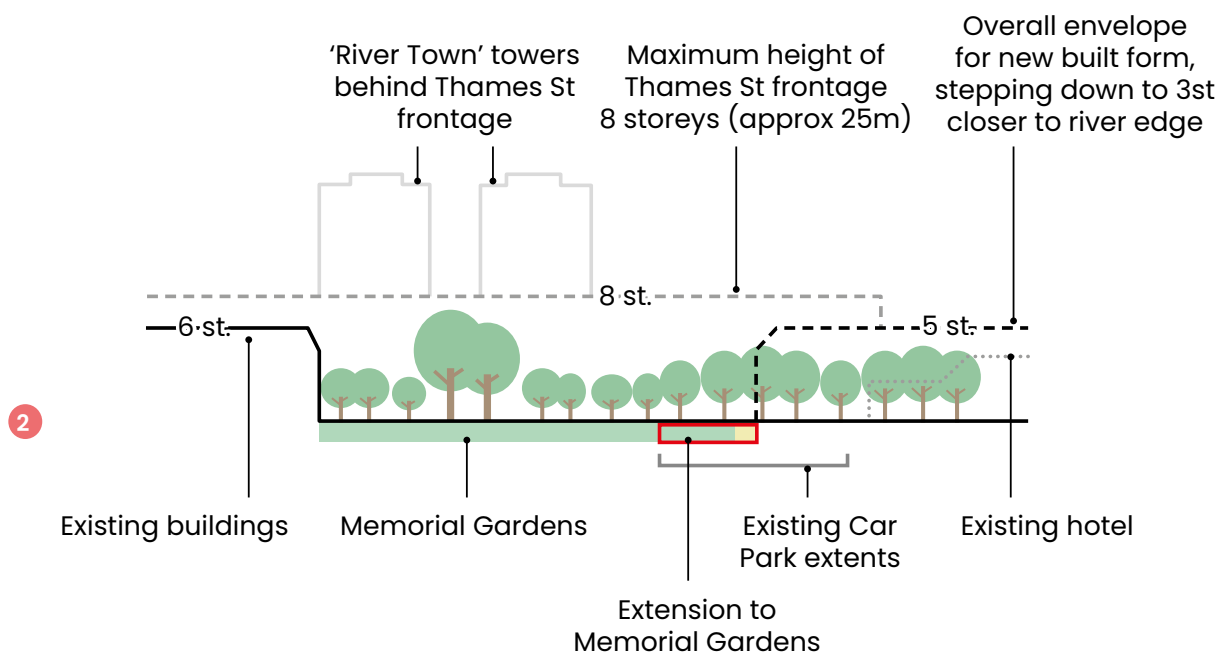 ‘River Town’ towers
behind Thames St
frontage
Maximum height of
Thames St frontage
8 storeys (approx 25m)
Overall envelope
for new built form,
stepping down to 3st
closer to river edge
8 st.
6 st.
5 st.
2
Existing buildings
Memorial Gardens
Existing Car
Park extents
Existing hotel
Extension to
Memorial Gardens